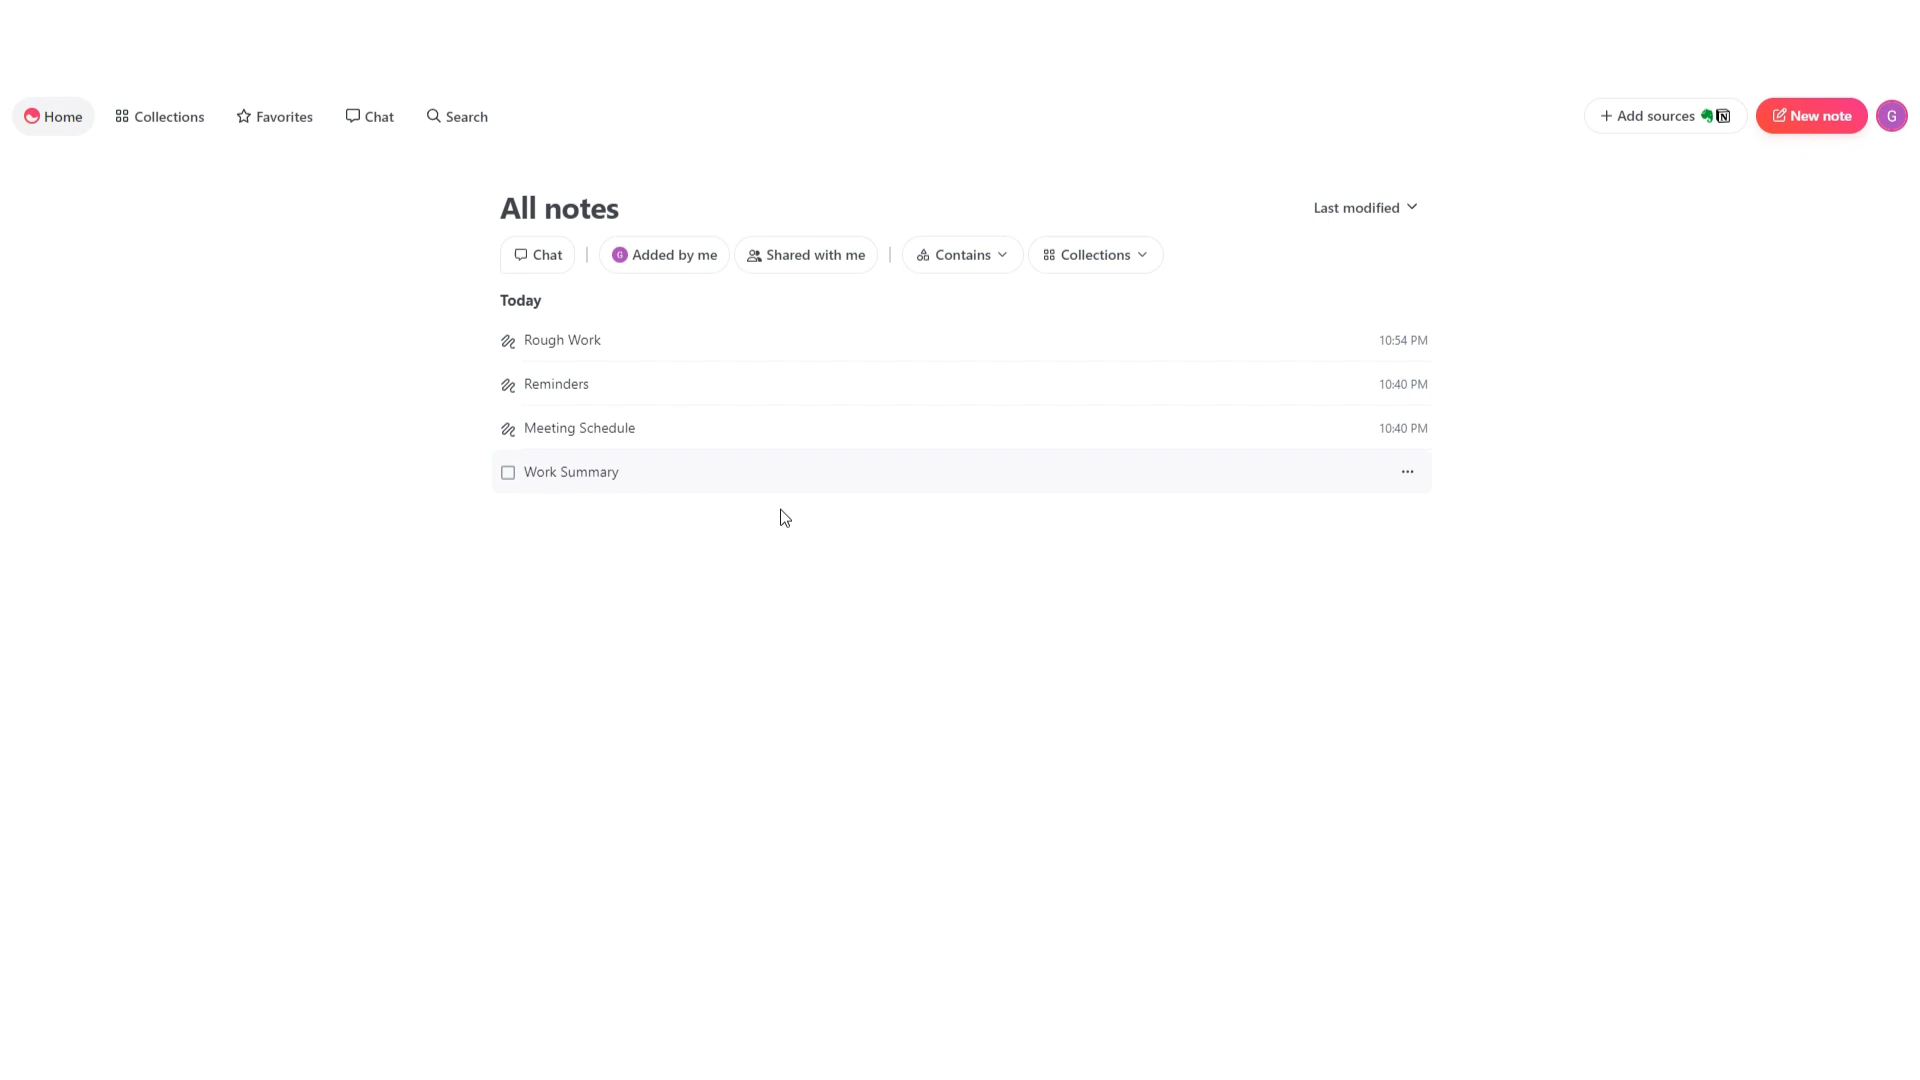 Home Collections Favorites Chat Search + Add sources New note G
All notes Last modified
Chat | G Added by me Shared with me | Contains Collections
Today
Rough Work 10:54 PM
Reminders 10:40 PM
Meeting Schedule 10:40 PM
Work Summary ...